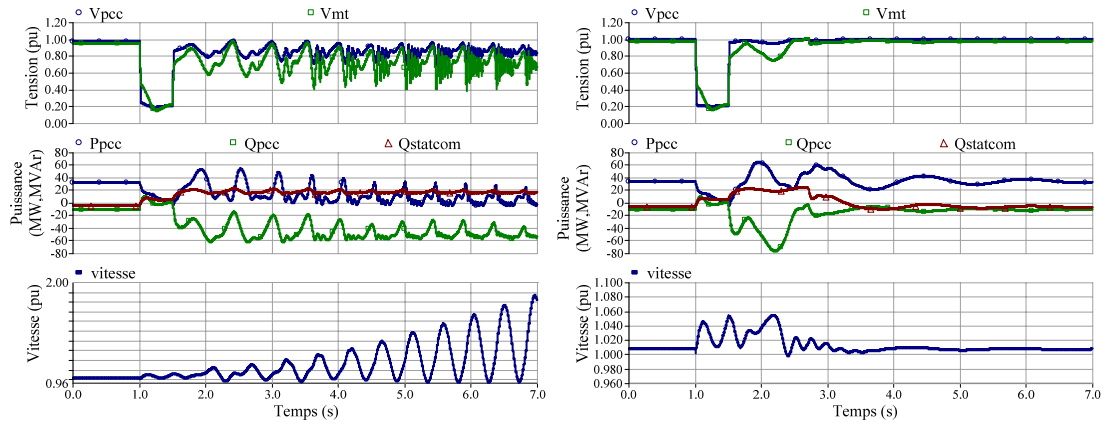 Vpcc Vmt
Tension (pu)
1.20
1.00
0.80
0.60
0.40
0.20
0.00
Ppcc Qpcc Qstatcom
Puissance
(MW,MVAr)
80
60
40
20
0
-20
-40
-60
-80
vitesse
Vitesse (pu)
2.00
0.96
0.0 1.0 2.0 3.0 4.0 5.0 6.0 7.0
Temps (s)
Vpcc Vmt
Tension (pu)
1.20
1.00
0.80
0.60
0.40
0.20
0.00
Ppcc Qpcc Qstatcom
Puissance
(MW,MVAr)
80
60
40
20
0
-20
-40
-60
-80
vitesse
Vitesse (pu)
1.100
1.080
1.060
1.040
1.020
1.000
0.980
0.960
0.0 1.0 2.0 3.0 4.0 5.0 6.0 7.0
Temps (s)